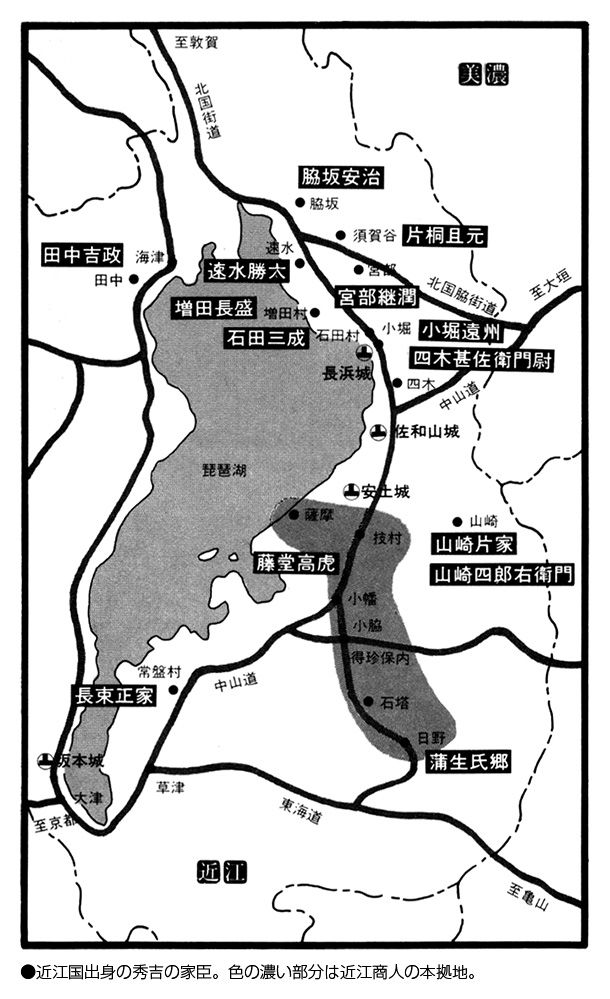 至敦賀
美濃
北国街道
脇坂安治
脇坂
須賀谷
片桐且元
田中吉政
海津
田中
速水
速水勝太
宮部
宮部継潤
北国脇街道
至大垣
増田長盛
増田村
石田三成
石田村
小堀
小堀遠州
四木甚佐衛門尉
長浜城
四木
中山道
佐和山城
琵琶湖
安土城
薩摩
山崎
技村
山崎片家
藤堂高虎
山崎四郎右衛門
小幡
小脇
得珍保内
常盤村
中山道
長束正家
石塔
日野
蒲生氏郷
坂本城
大津
草津
至京都
東海道
近江
至亀山
●近江国出身の秀吉の家臣。色の濃い部分は近江商人の本拠地。